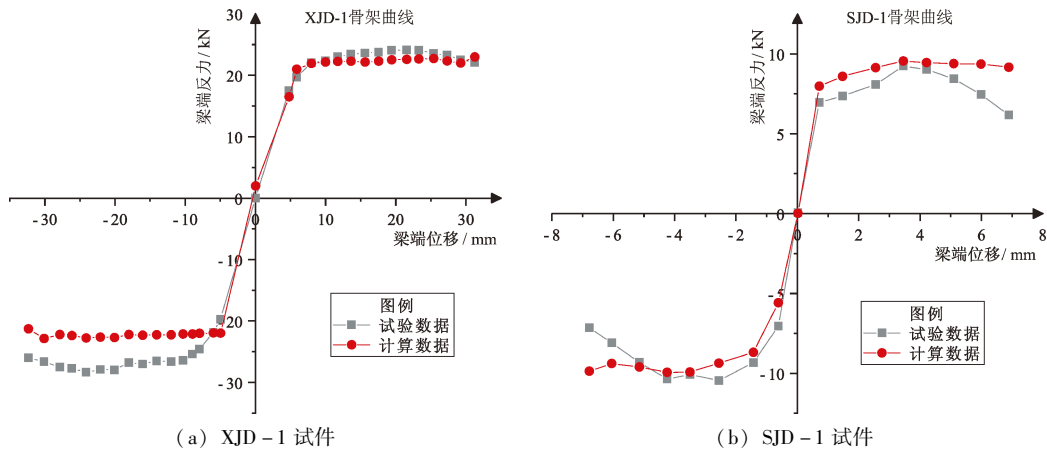 XJD-1骨架曲线
梁端反力/ kN
30
20
10
0
-10
-20
-30
-30 -20 -10 0 10 20 30
梁端位移/ mm
图例
试验数据
计算数据
(a) XJD-1 试件
SJD-1骨架曲线
梁端反力/ kN
10
5
0
-5
-10
-8 -6 -4 -2 0 2 4 6 8
梁端位移/ mm
图例
试验数据
计算数据
(b) SJD-1 试件